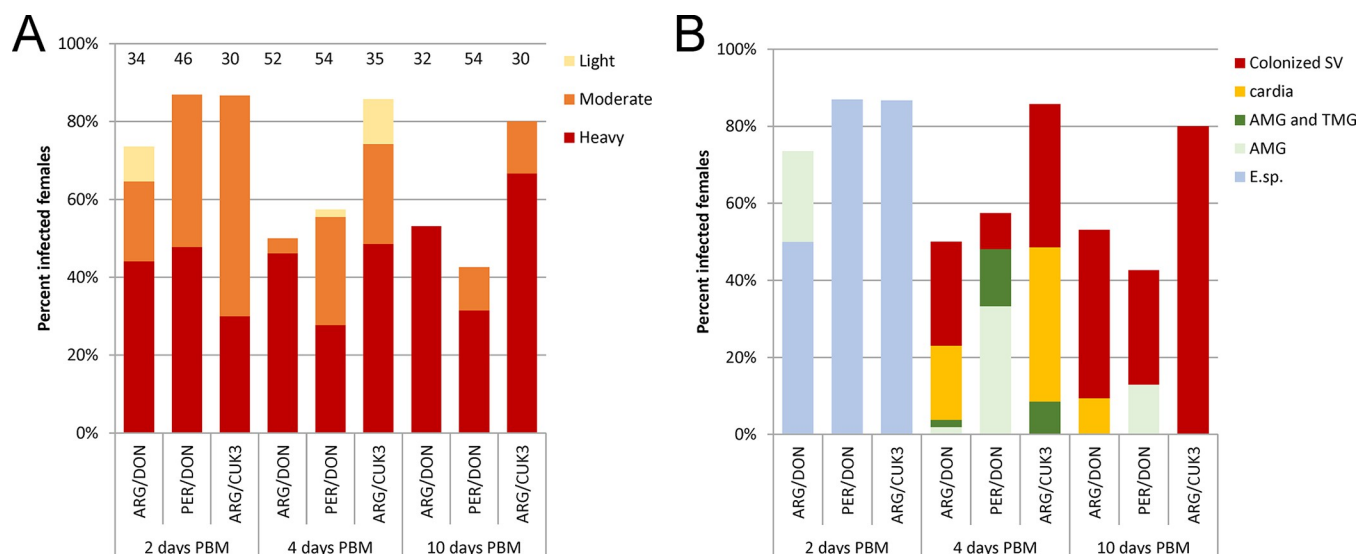 A
Percent infected females
100%
80%
60%
40%
20%
0%
34 46 30 52 54 35 32 54 30
Light
Moderate
Heavy
ARG/DON
PER/DON
ARG/CUK3
ARG/DON
PER/DON
ARG/CUK3
ARG/DON
PER/DON
ARG/CUK3
2 days PBM
4 days PBM
10 days PBM
B
Percent infected females
100%
80%
60%
40%
20%
0%
Colonized SV
cardia
AMG and TMG
AMG
E.sp.
ARG/DON
PER/DON
ARG/CUK3
ARG/DON
PER/DON
ARG/CUK3
ARG/DON
PER/DON
ARG/CUK3
2 days PBM
4 days PBM
10 days PBM